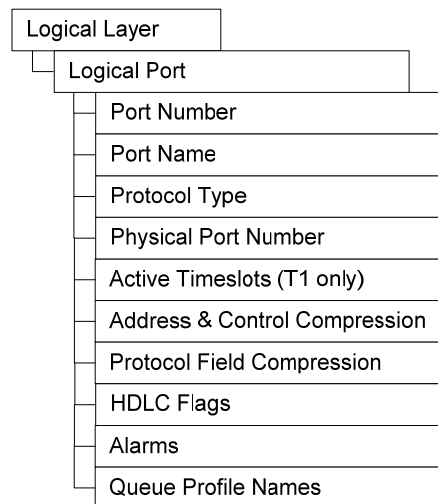 Logical Layer
Logical Port
Port Number
Port Name
Protocol Type
Physical Port Number
Active Timeslots (T1 only)
Address & Control Compression
Protocol Field Compression
HDLC Flags
Alarms
Queue Profile Names